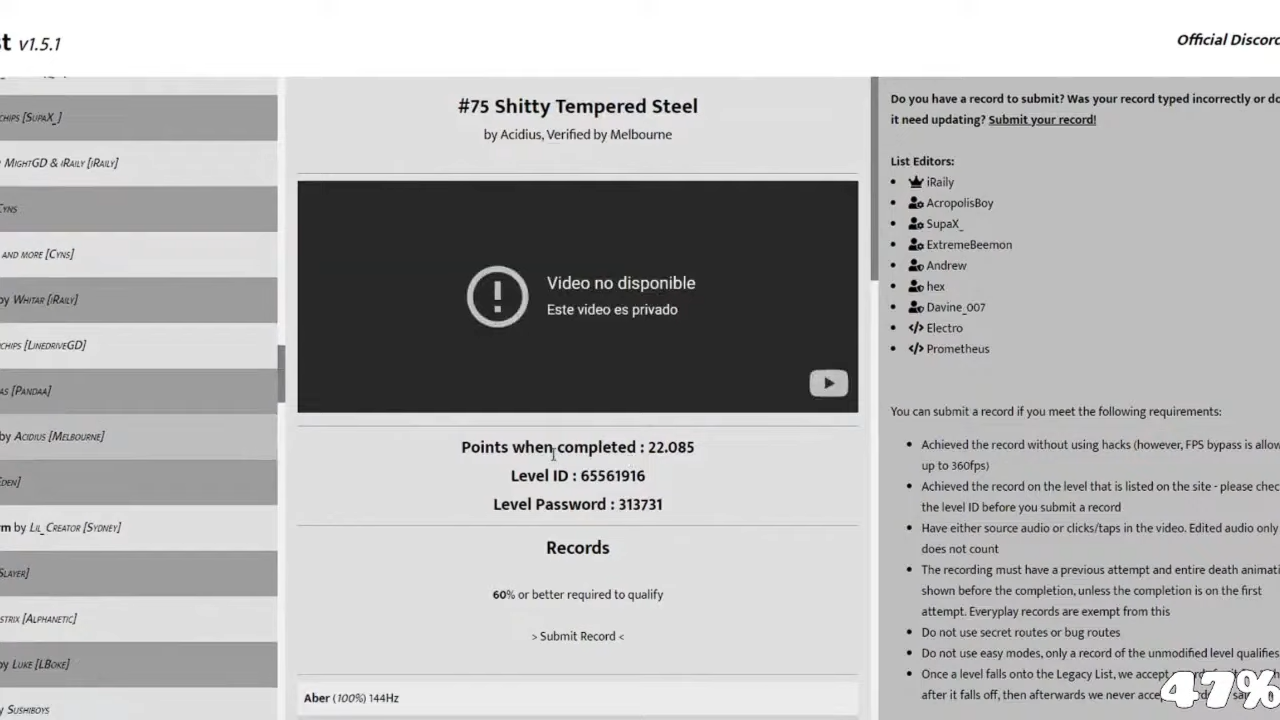 st v1.5.1
Official Discord
CHIPS [SUPAX_]
MIGHTGD & IRAILY [IRAILY]
CYNS
AND MORE [CYNS]
by WHITAR [IRAILY]
CHIPS [LINEDRIVEGD]
AS [PANDAA]
by ACIDIUS [MELBOURNE]
EDEN]
rm by LIL_CREATOR [SYDNEY]
SLAYER]
STRIX [ALPHANETIC]
by LUKE [LBOKE]
SUSHIBOYS
#75 Shitty Tempered Steel
by Acidius, Verified by Melbourne
Video no disponible
Este video es privado
Points when completed : 22.085
Level ID : 65561916
Level Password : 313731
Records
60% or better required to qualify
> Submit Record <
Aber (100%) 144Hz
Do you have a record to submit? Was your record typed incorrectly or do
it need updating? Submit your record!
List Editors:
iRaily
AcropolisBoy
SupaX_
ExtremeBeemon
Andrew
hex
Davine_007
Electro
Prometheus
You can submit a record if you meet the following requirements:
Achieved the record without using hacks (however, FPS bypass is allow
up to 360fps)
Achieved the record on the level that is listed on the site - please chec
the level ID before you submit a record
Have either source audio or clicks/taps in the video. Edited audio only
does not count
The recording must have a previous attempt and entire death animati
shown before the completion, unless the completion is on the first
attempt. Everyplay records are exempt from this
Do not use secret routes or bug routes
Do not use easy modes, only a record of the unmodified level qualifies
Once a level falls onto the Legacy List, we accept
after it falls off, then afterwards we never
47%